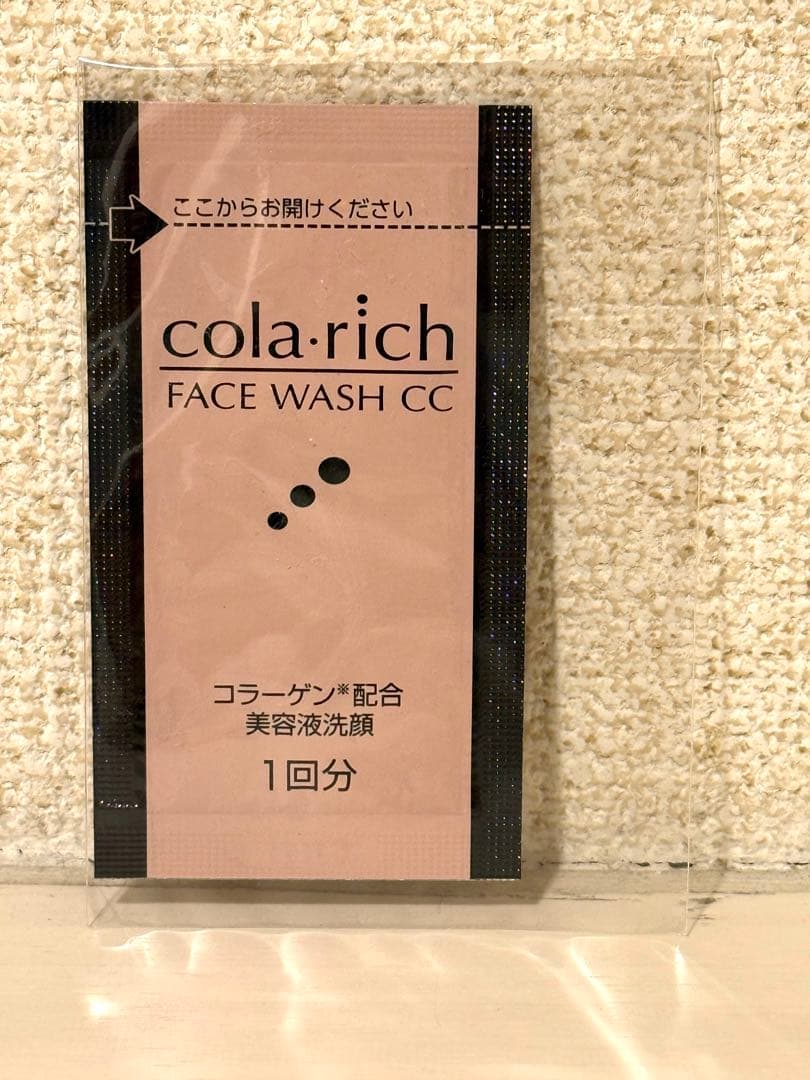 ここからお開けください
cola·rich
FACE WASH CC
コラーゲン※配合
美容液洗顔
1回分